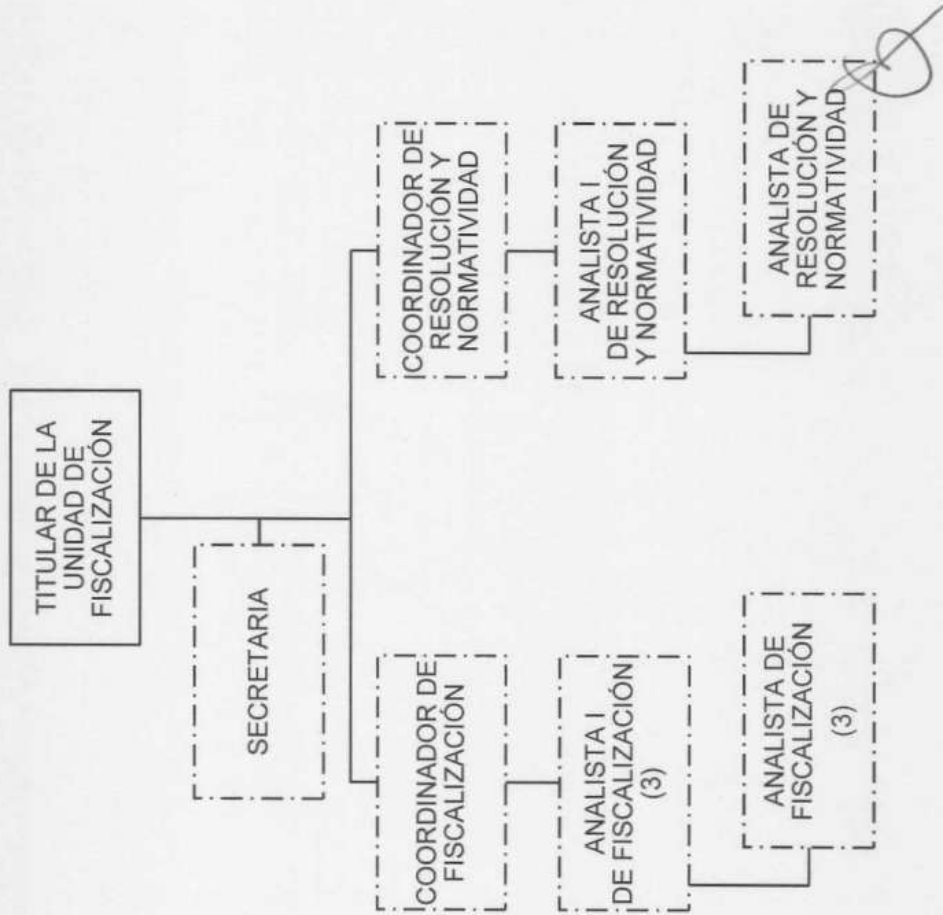 TITULAR DE LA
UNIDAD DE
FISCALIZACIÓN
SECRETARIA
COORDINADOR DE
FISCALIZACIÓN
COORDINADOR DE
RESOLUCIÓN Y
NORMATIVIDAD
ANALISTA I
DE FISCALIZACIÓN
(3)
ANALISTA I
DE RESOLUCIÓN
Y NORMATIVIDAD
ANALISTA DE
FISCALIZACIÓN
(3)
ANALISTA DE
RESOLUCIÓN Y
NORMATIVIDAD